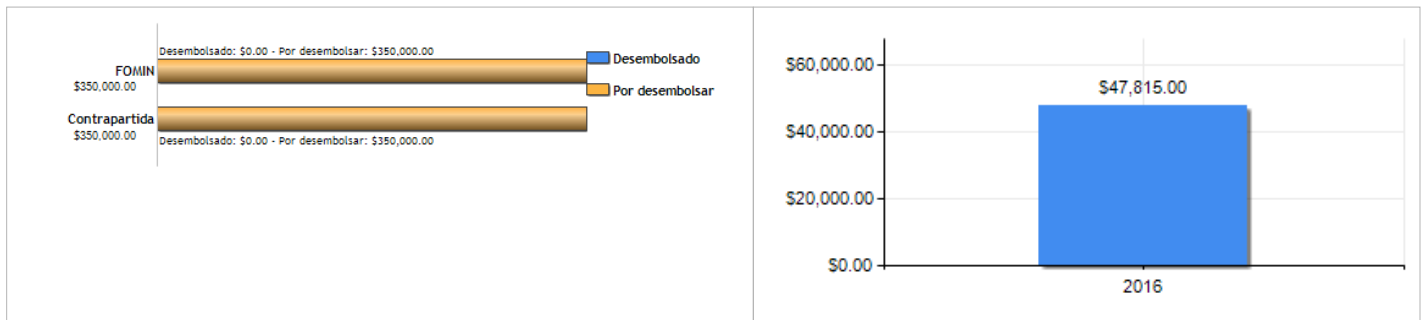 Desembolsado: $0.00 - Por desembolsar: $350,000.00
FOMIN
$350,000.00
Contrapartida
$350,000.00
Desembolsado: $0.00 - Por desembolsar: $350,000.00
Desembolsado
Por desembolsar
$60,000.00
$47,815.00
$40,000.00
$20,000.00
$0.00
2016